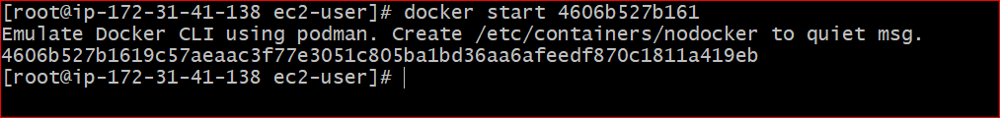 [root@ip-172-31-41-138 ec2-user]# docker start 4606b527b161
Emulate Docker CLI using podman. Create /etc/containers/nodocker to quiet msg.
4606b527b1619c57aeaac3f77e3051c805ba1bd36aa6afeedf870c1811a419eb
[root@ip-172-31-41-138 ec2-user]#